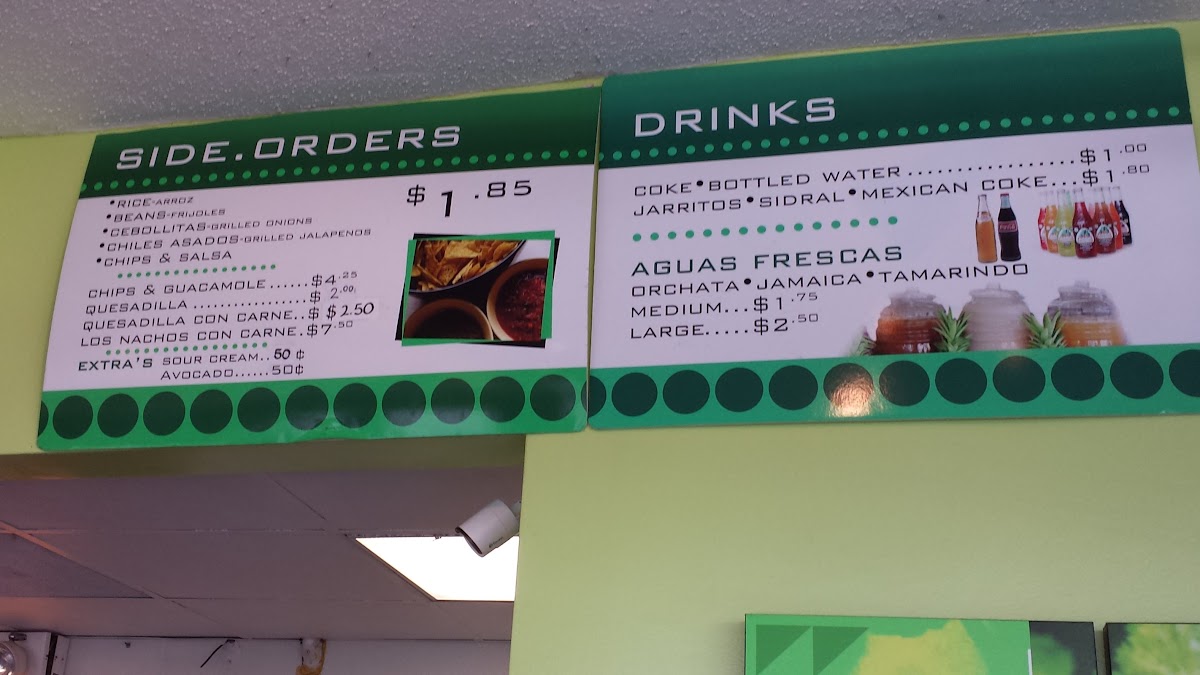 SIDE.ORDERS
$1.85
•RICE-ARROZ
•BEANS-FRIJOLES
•CEBOLLITAS-GRILLED ONIONS
•CHILES ASADOS-GRILLED JALAPENOS
•CHIPS & SALSA
CHIPS & GUACAMOLE......$4.25
QUESADILLA .................$ 2.00
QUESADILLA CON CARNE..$ $2.50
LOS NACHOS CON CARNE.$7.50
EXTRA'S SOUR CREAM..50 ¢
AVOCADO......50¢
DRINKS
COKE•BOTTLED WATER ..................$1.00
JARRITOS•SIDRAL•MEXICAN COKE...$1.80
AGUAS FRESCAS
ORCHATA•JAMAICA•TAMARINDO
MEDIUM...$1.75
LARGE.....$2.50